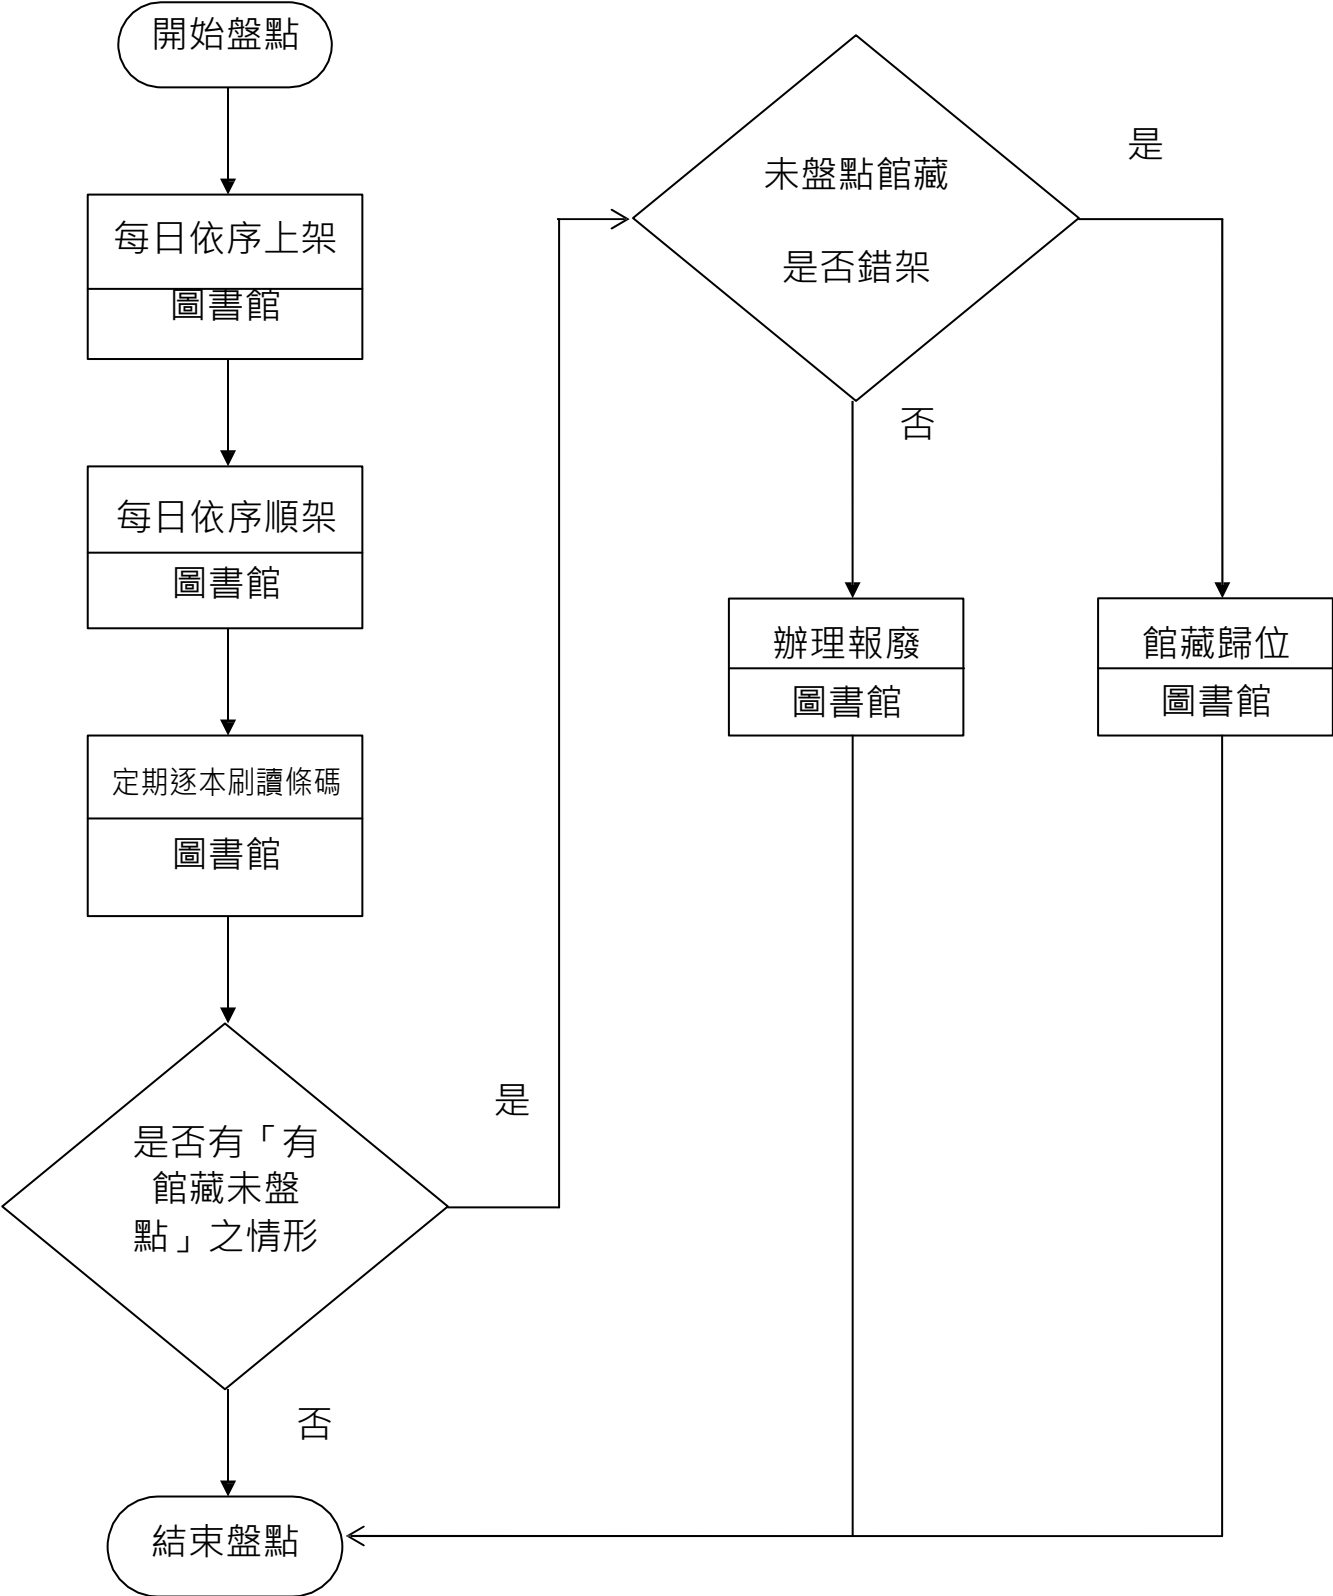 開始盤點
每日依序上架
圖書館
每日依序順架
圖書館
定期逐本刷讀條碼
圖書館
是否有「有
館藏未盤
點」之情形
是
否
結束盤點
未盤點館藏
是否錯架
是
否
辦理報廢
圖書館
館藏歸位
圖書館